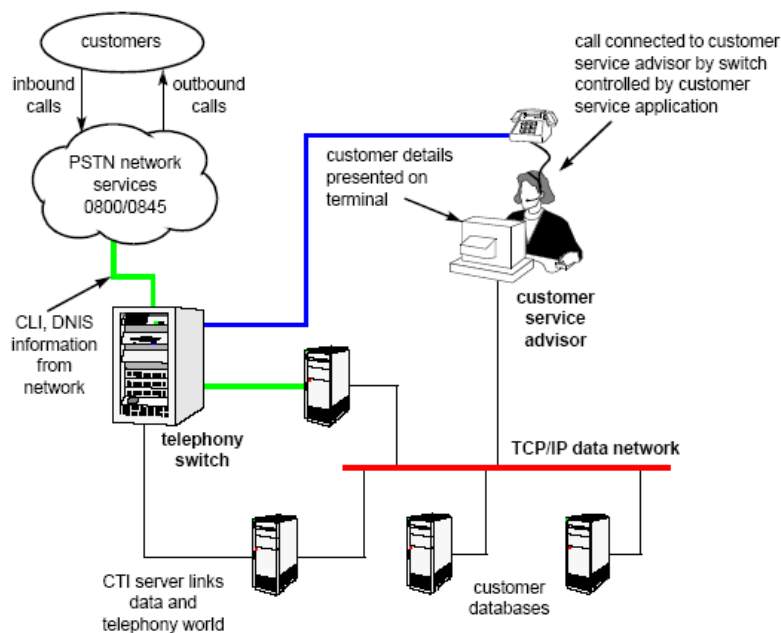 customers
inbound
calls
outbound
calls
PSTN network
services
0800/0845
call connected to customer
service advisor by switch
controlled by customer
service application
customer details
presented on
terminal
CLI, DNIS
information
from
network
customer
service
advisor
telephony
switch
TCP/IP data network
CTI server links
data and
telephony world
customer
databases